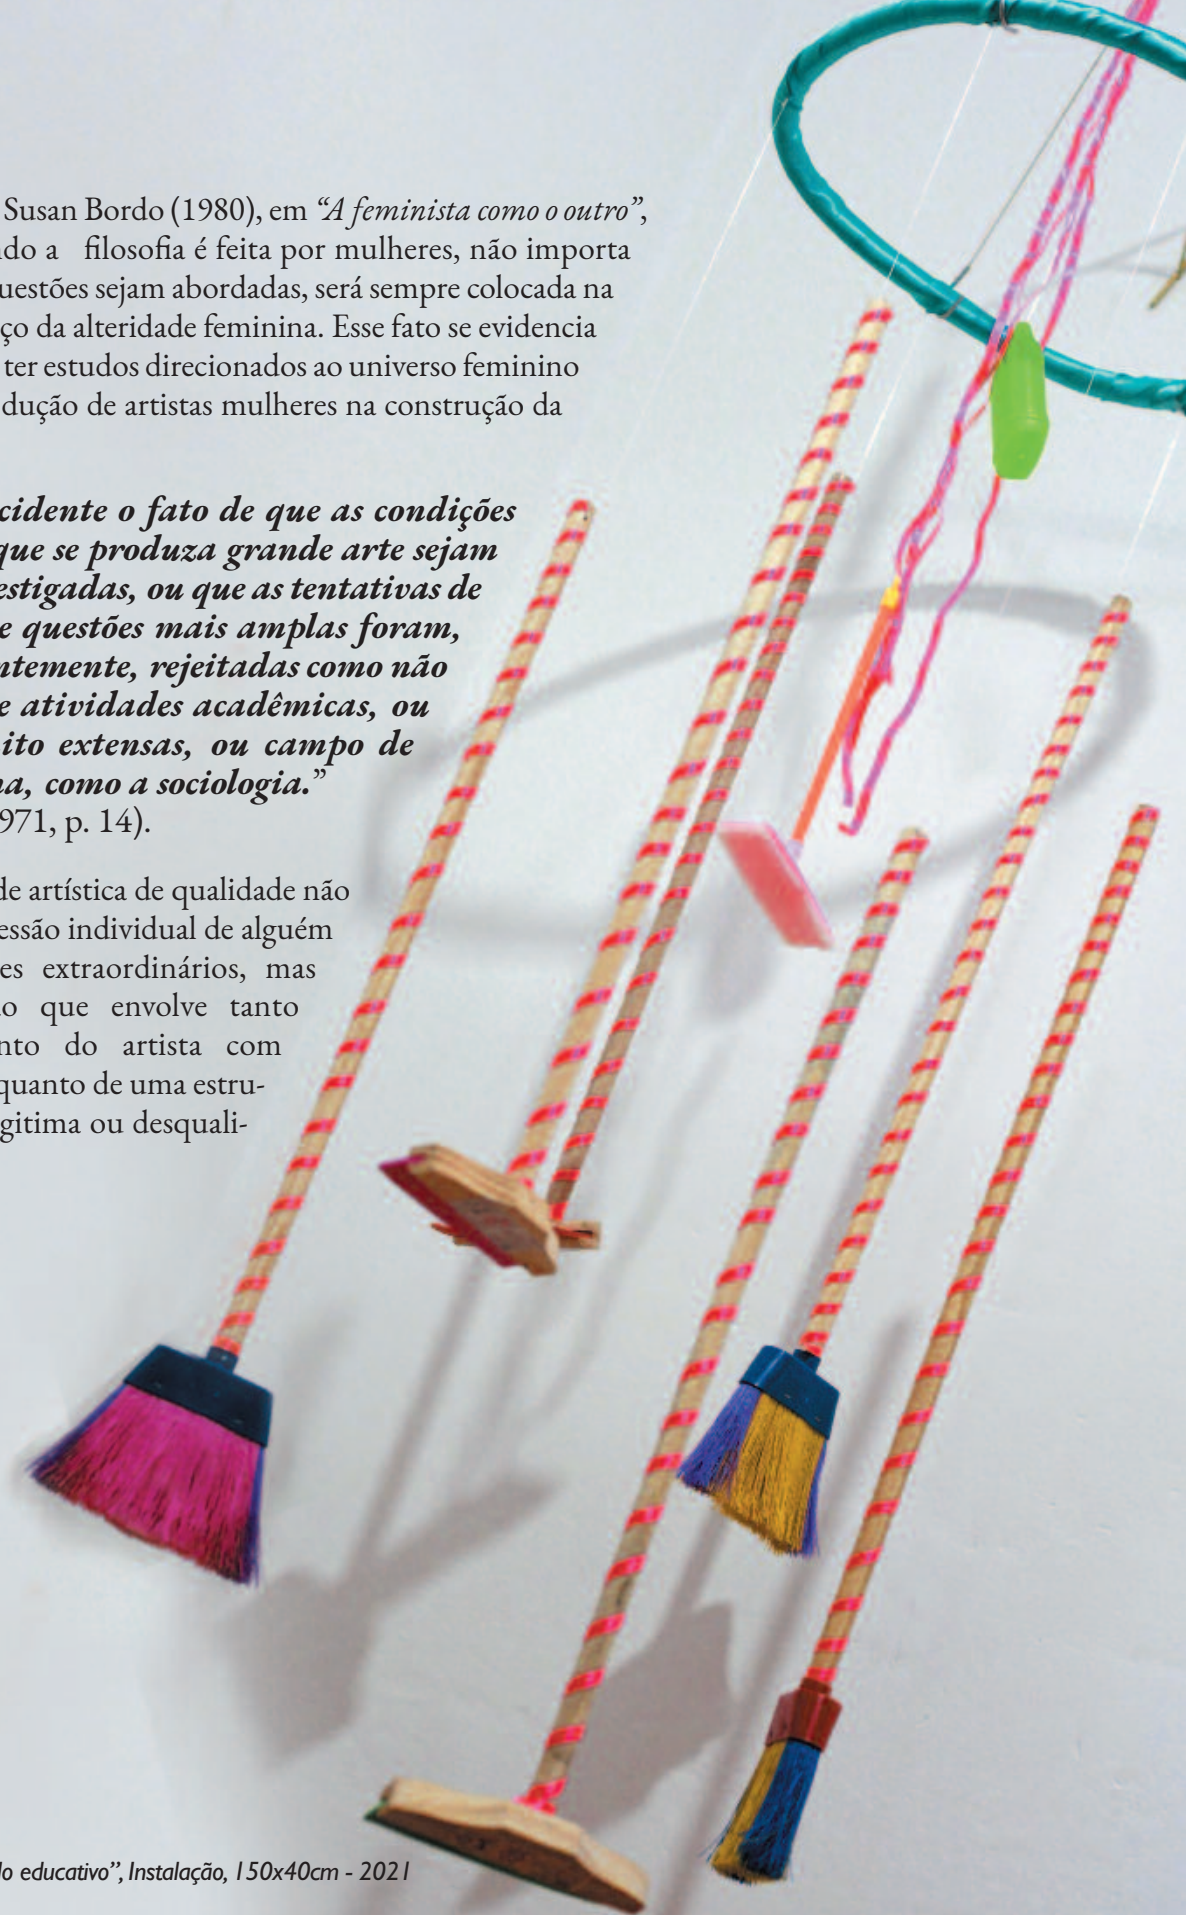 Susan Bordo (1980), em “A feminista como o outro”,
do a filosofia é feita por mulheres, não importa
uestões sejam abordadas, será sempre colocada na
ço da alteridade feminina. Esse fato se evidencia
ter estudos direcionados ao universo feminino
dução de artistas mulheres na construção da
cidente o fato de que as condições
que se produza grande arte sejam
estigadas, ou que as tentativas de
e questões mais amplas foram,
ntemente, rejeitadas como não
e atividades acadêmicas, ou
ito extensas, ou campo de
a, como a sociologia.”
971, p. 14).
de artística de qualidade não
essão individual de alguém
es extraordinários, mas
o que envolve tanto
nto do artista com
quanto de uma estru-
gitima ou desquali-
do educativo”, Instalação, 150x40cm - 2021